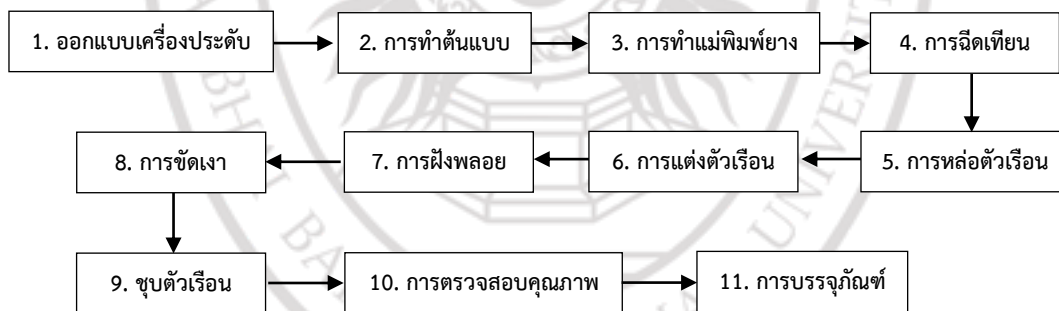 1. ออกแบบเครื่องประดับ
2. การทำต้นแบบ
3. การทำแม่พิมพ์ยาง
4. การฉีดเทียน
5. การหล่อตัวเรือน
6. การแต่งตัวเรือน
7. การฝังพลอย
8. การขัดเงา
9. ชุบตัวเรือน
10. การตรวจสอบคุณภาพ
11. การบรรจุภัณฑ์